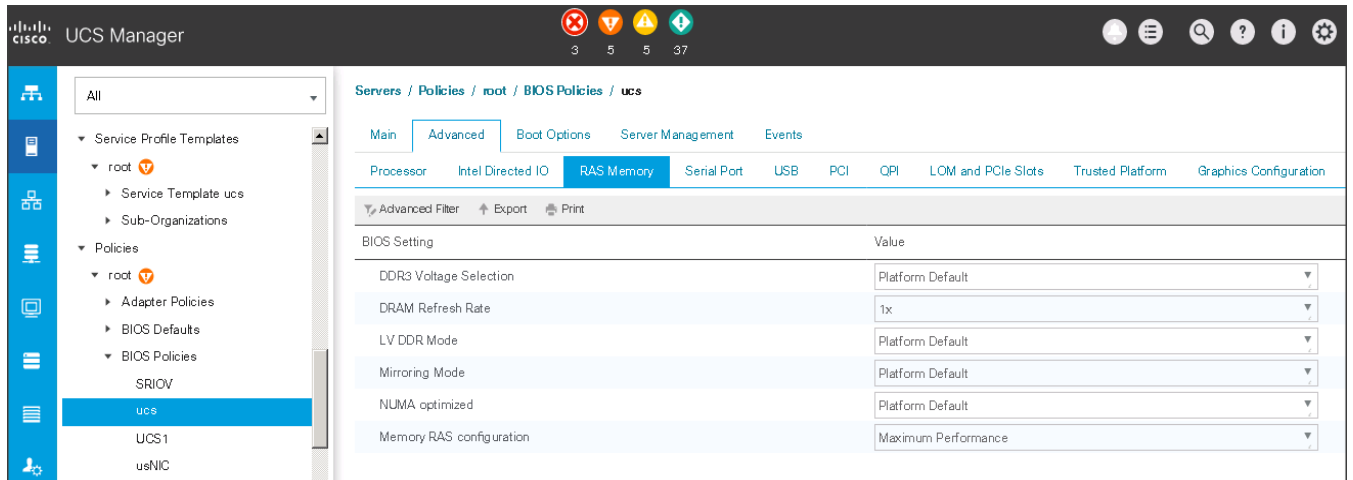 cisco UCS Manager
3 5 5 37
All
Service Profile Templates
root
Service Template ucs
Sub-Organizations
Policies
root
Adapter Policies
BIOS Defaults
BIOS Policies
SRIOV
ucs
UCS1
usNIC
Servers / Policies / root / BIOS Policies / ucs
Main Advanced Boot Options Server Management Events
Processor Intel Directed IO RAS Memory Serial Port USB PCI QPI LOM and PCIe Slots Trusted Platform Graphics Configuration
Advanced Filter Export Print
BIOS Setting Value
DDR3 Voltage Selection Platform Default
DRAM Refresh Rate 1x
LV DDR Mode Platform Default
Mirroring Mode Platform Default
NUMA optimized Platform Default
Memory RAS configuration Maximum Performance